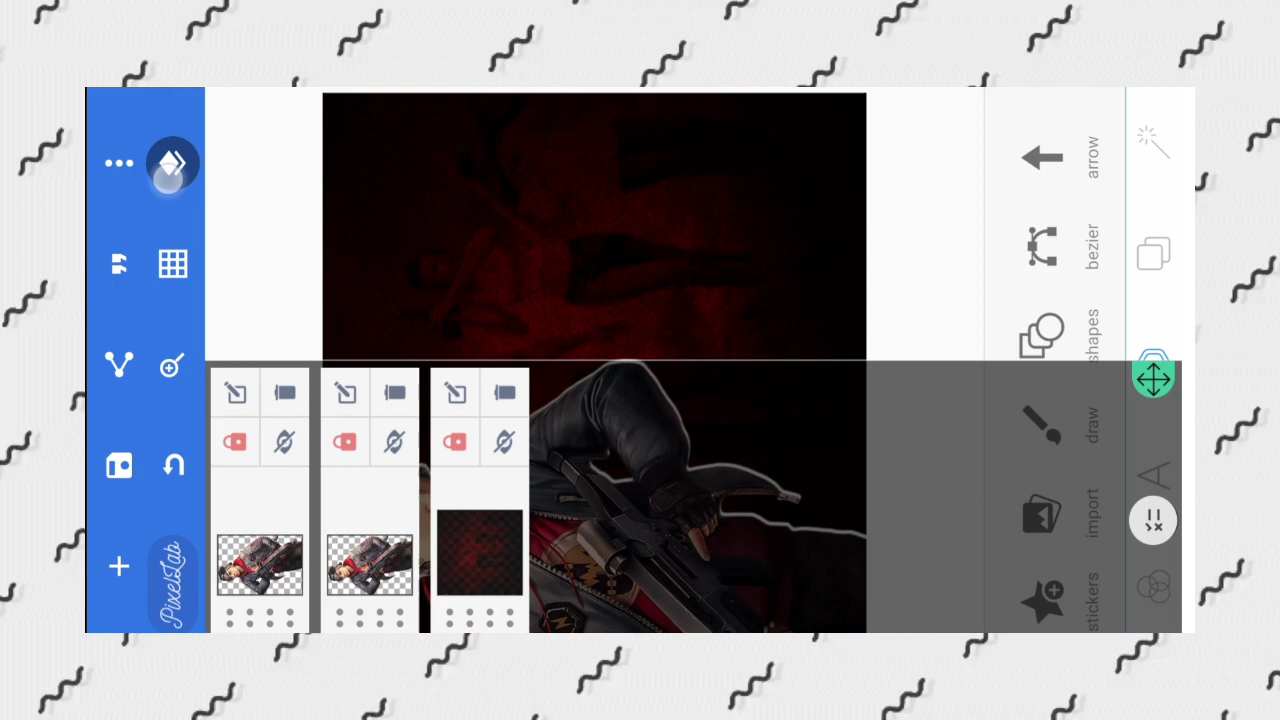 PixelLab
arrow
bezier
shapes
draw
import
stickers
A